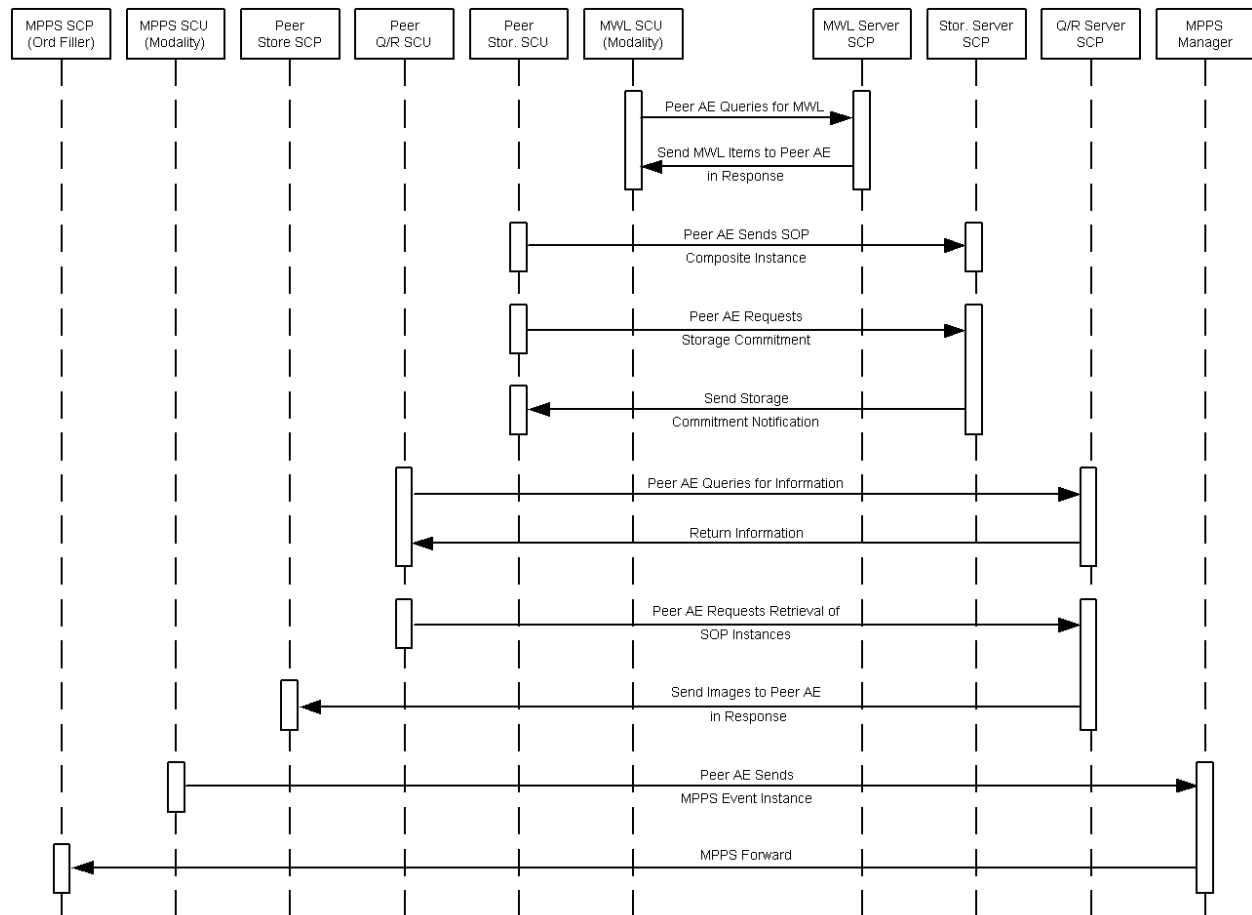 MPPS SCP
(Ord Filler)
MPPS SCU
(Modality)
Peer
Store SCP
Peer
Q/R SCU
Peer
Stor. SCU
MWL SCU
(Modality)
MWL Server
SCP
Stor. Server
SCP
Q/R Server
SCP
MPPS
Manager
Peer AE Queries for MWL
Send MWL Items to Peer AE
in Response
Peer AE Sends SOP
Composite Instance
Peer AE Requests
Storage Commitment
Send Storage
Commitment Notification
Peer AE Queries for Information
Return Information
Peer AE Requests Retrieval of
SOP Instances
Send Images to Peer AE
in Response
Peer AE Sends
MPPS Event Instance
MPPS Forward